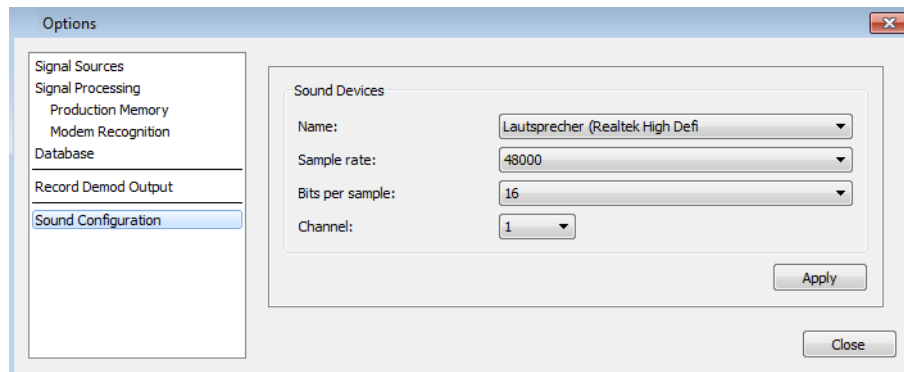 Options
Signal Sources
Signal Processing
Production Memory
Modem Recognition
Database
Record Demod Output
Sound Configuration
Sound Devices
Name: Lautsprecher (Realtek High Defi
Sample rate: 48000
Bits per sample: 16
Channel: 1
Apply
Close